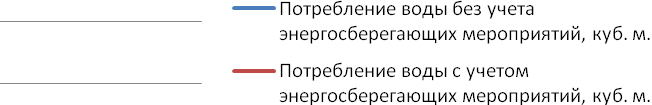 Потребление воды без учета
энергосберегающих мероприятий, куб. м.
Потребление воды с учетом
энергосберегающих мероприятий, куб. м.